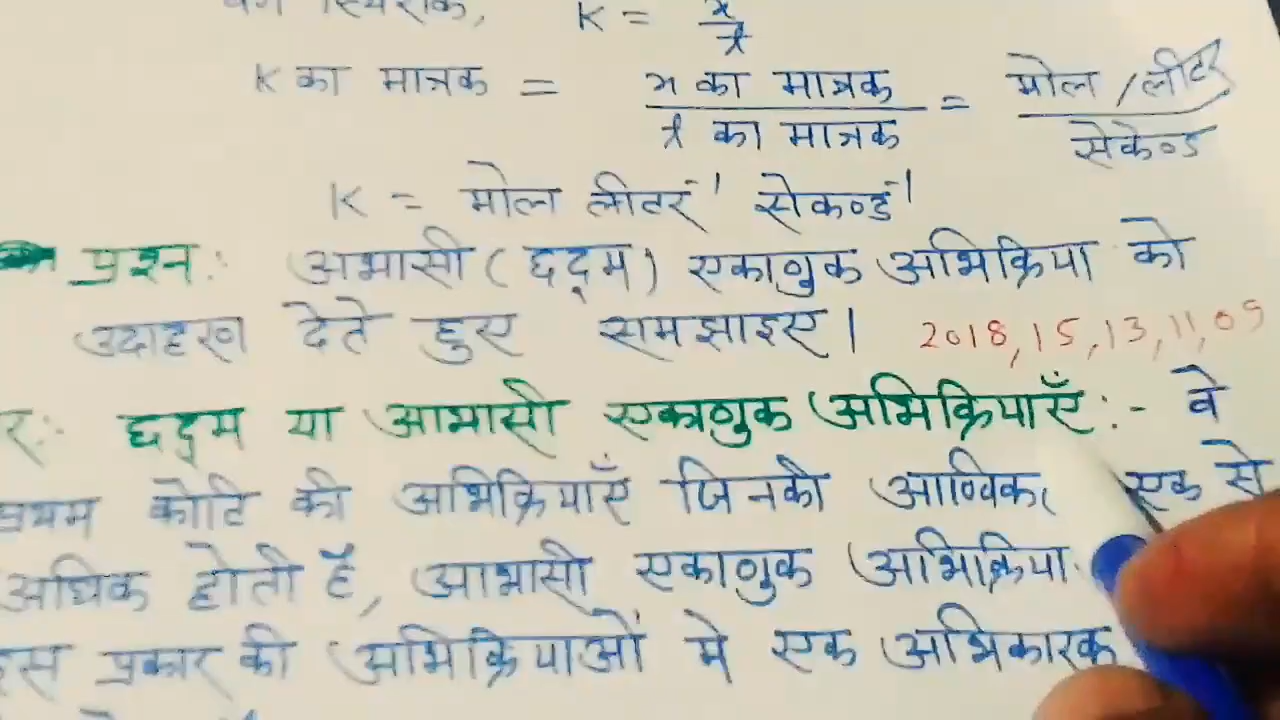 स्थिरांक, K = x/t
K का मात्रक = x का मात्रक / t का मात्रक = मोल/लीटर / सेकेण्ड
K = मोल लीटर⁻¹ सेकण्ड⁻¹
प्रश्न:- अभासी (छद्म) एकाणुक अभिक्रिया को
उदाहरण देते हुए समझाइए। 2018, 15, 13, 11, 09
र:- छद्म या आभासी एकाणुक अभिक्रियाएँ:- वे
प्रथम कोटि की अभिक्रियाएँ जिनकी आण्विक एक से
अधिक होती है, आभासी एकाणुक अभिक्रिया
इस प्रकार की अभिक्रियाओं मे एक अभिकारक